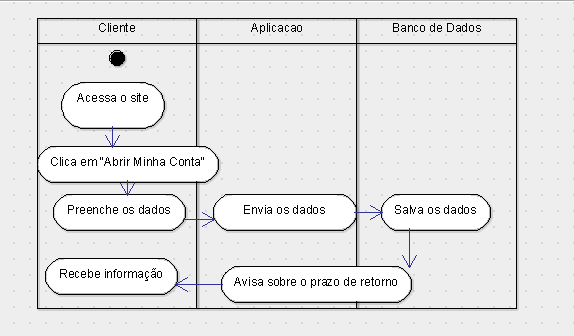 Cliente
Aplicacao
Banco de Dados
Acessa o site
Clica em "Abrir Minha Conta"
Preenche os dados
Envia os dados
Salva os dados
Recebe informação
Avisa sobre o prazo de retorno